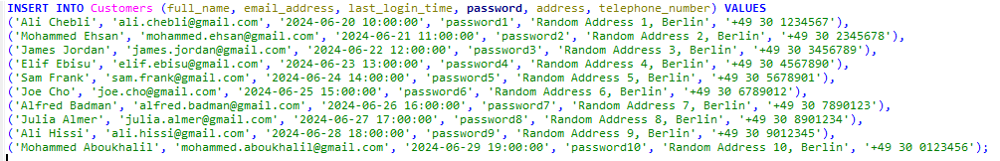 INSERT INTO Customers (full_name, email_address, last_login_time, password, address, telephone_number) VALUES
('Ali Chebli', 'ali.chebli@gmail.com', '2024-06-20 10:00:00', 'password1', 'Random Address 1, Berlin', '+49 30 1234567'),
('Mohammed Ehsan', 'mohammed.ehsan@gmail.com', '2024-06-21 11:00:00', 'password2', 'Random Address 2, Berlin', '+49 30 2345678'),
('James Jordan', 'james.jordan@gmail.com', '2024-06-22 12:00:00', 'password3', 'Random Address 3, Berlin', '+49 30 3456789'),
('Elif Ebisu', 'elif.ebisu@gmail.com', '2024-06-23 13:00:00', 'password4', 'Random Address 4, Berlin', '+49 30 4567890'),
('Sam Frank', 'sam.frank@gmail.com', '2024-06-24 14:00:00', 'password5', 'Random Address 5, Berlin', '+49 30 5678901'),
('Joe Cho', 'joe.cho@gmail.com', '2024-06-25 15:00:00', 'password6', 'Random Address 6, Berlin', '+49 30 6789012'),
('Alfred Badman', 'alfred.badman@gmail.com', '2024-06-26 16:00:00', 'password7', 'Random Address 7, Berlin', '+49 30 7890123'),
('Julia Almer', 'julia.almer@gmail.com', '2024-06-27 17:00:00', 'password8', 'Random Address 8, Berlin', '+49 30 8901234'),
('Ali Hissi', 'ali.hissi@gmail.com', '2024-06-28 18:00:00', 'password9', 'Random Address 9, Berlin', '+49 30 9012345'),
('Mohammed Aboukhalil', 'mohammed.aboukhalil@gmail.com', '2024-06-29 19:00:00', 'password10', 'Random Address 10, Berlin', '+49 30 0123456');